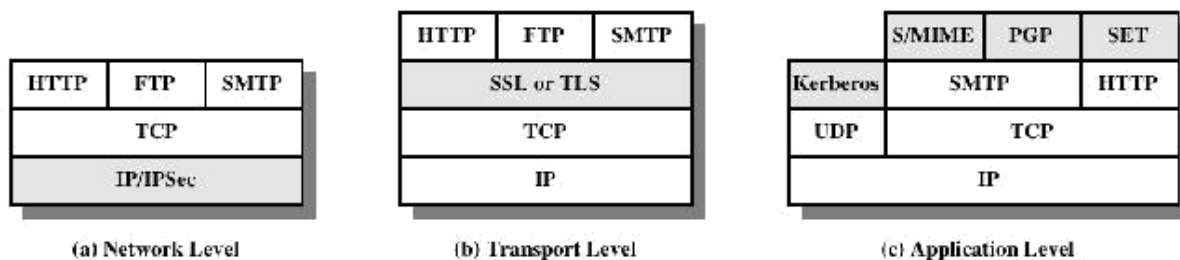 HTTP FTP SMTP
TCP
IP/IPSec
(a) Network Level
HTTP FTP SMTP
SSL or TLS
TCP
IP
(b) Transport Level
S/MIME PGP SET
Kerberos SMTP HTTP
UDP TCP
IP
(c) Application Level